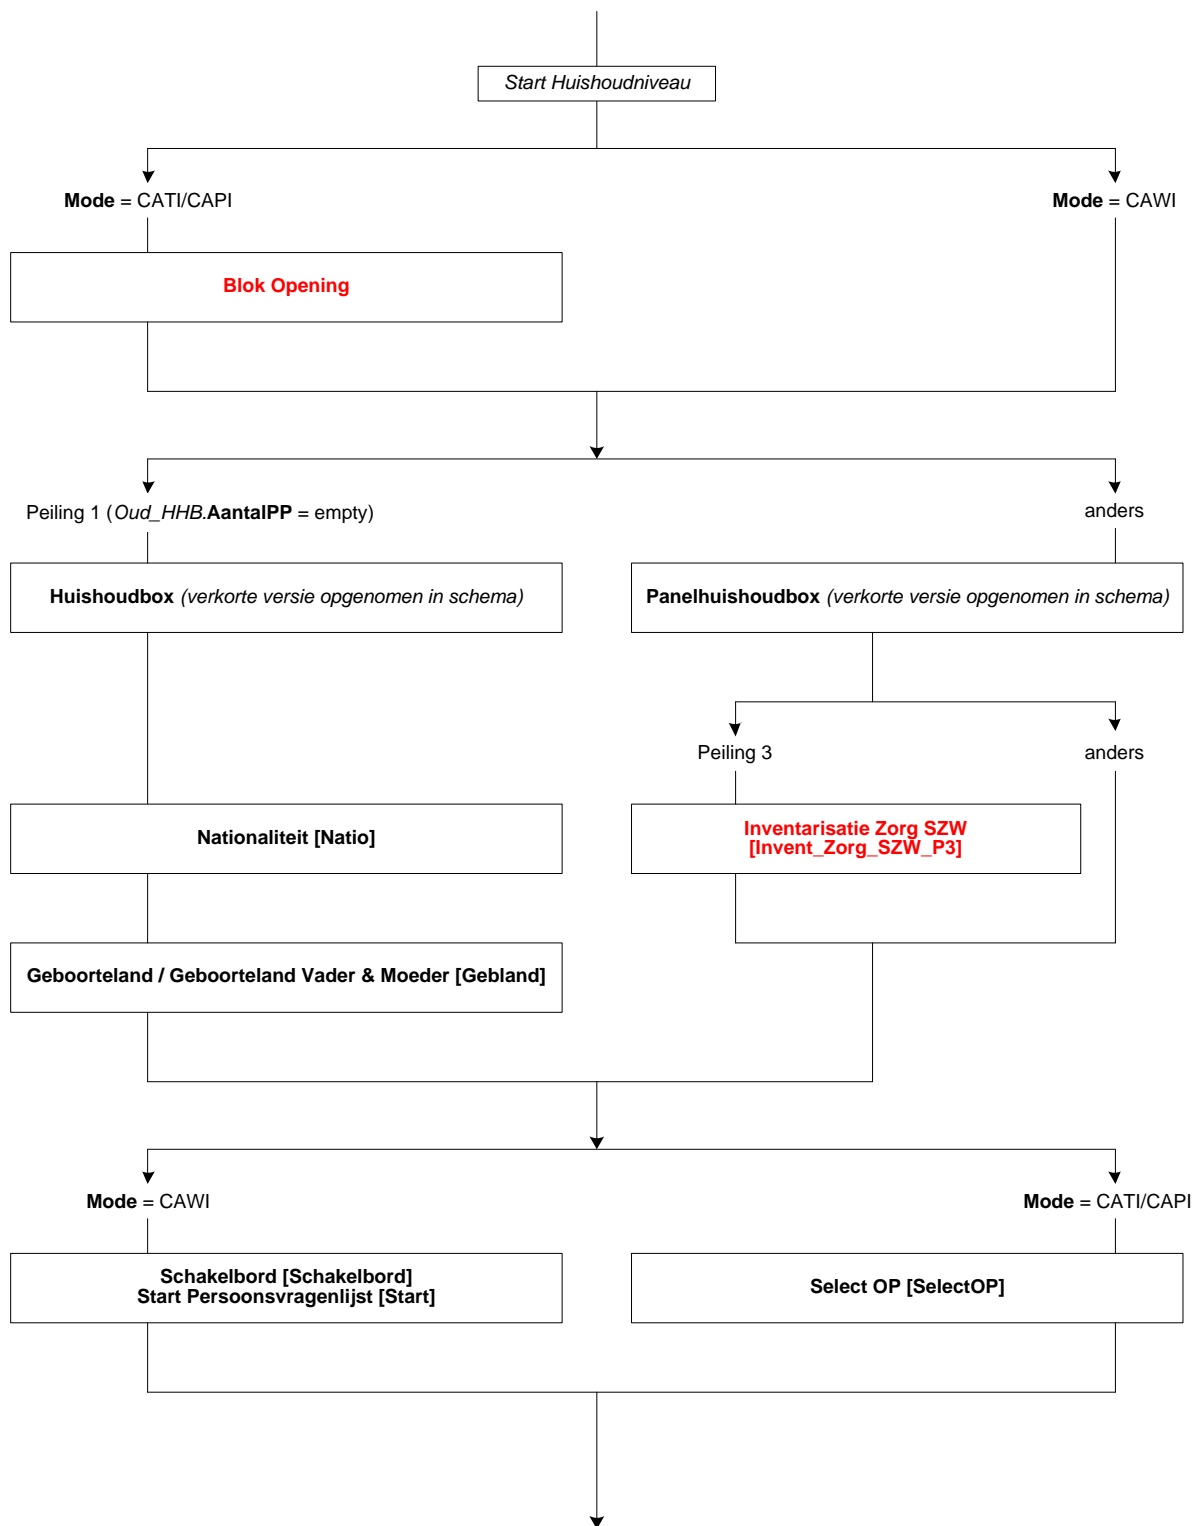 Start Huishoudniveau
Mode = CATI/CAPI
Mode = CAWI
Blok Opening
Peiling 1 (Oud_HHB.AantalPP = empty)
anders
Huishoudbox (verkorte versie opgenomen in schema)
Panelhuishoudbox (verkorte versie opgenomen in schema)
Peiling 3
anders
Nationaliteit [Natio]
Inventarisatie Zorg SZW
[Invent_Zorg_SZW_P3]
Geboorteland / Geboorteland Vader & Moeder [Gebland]
Mode = CAWI
Mode = CATI/CAPI
Schakelbord [Schakelbord]
Start Persoonsvragenlijst [Start]
Select OP [SelectOP]